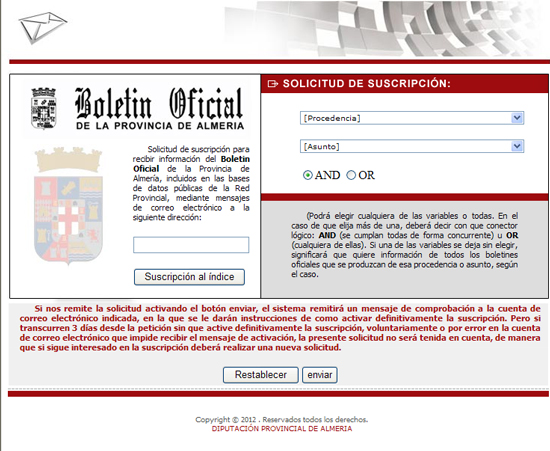 Boletin Oficial
DE LA PROVINCIA DE ALMERIA
Solicitud de suscripción para
recibir información del Boletin
Oficial de la Provincia de
Almería, incluidos en las bases
de datos públicas de la Red
Provincial, mediante mensajes
de correo electrónico a la
siguiente dirección:
Suscripción al índice
SOLICITUD DE SUSCRIPCIÓN:
[Procedencia]
[Asunto]
AND OR
(Podrá elegir cualquiera de las variables o todas. En el
caso de que elija más de una, deberá decir con que conector
lógico: AND (se cumplan todas de forma concurrente) u OR
(cualquiera de ellas). Si una de las variables se deja sin elegir,
significará que quiere información de todos los boletines
oficiales que se produzcan de esa procedencia o asunto, según
el caso.
Si nos remite la solicitud activando el botón enviar, el sistema remitirá un mensaje de comprobación a la cuenta
de correo electrónico indicada, en la que se le darán instrucciones de como activar definitivamente la suscripción. Pero si
transcurren 3 días desde la petición sin que active definitivamente la suscripción, voluntariamente o por error en la cuenta
de correo electrónico que impide recibir el mensaje de activación, la presente solicitud no será tenida en cuenta, de manera
que si sigue interesado en la suscripción deberá realizar una nueva solicitud.
Restablecer enviar
Copyright © 2012 . Reservados todos los derechos.
DIPUTACIÓN PROVINCIAL DE ALMERIA